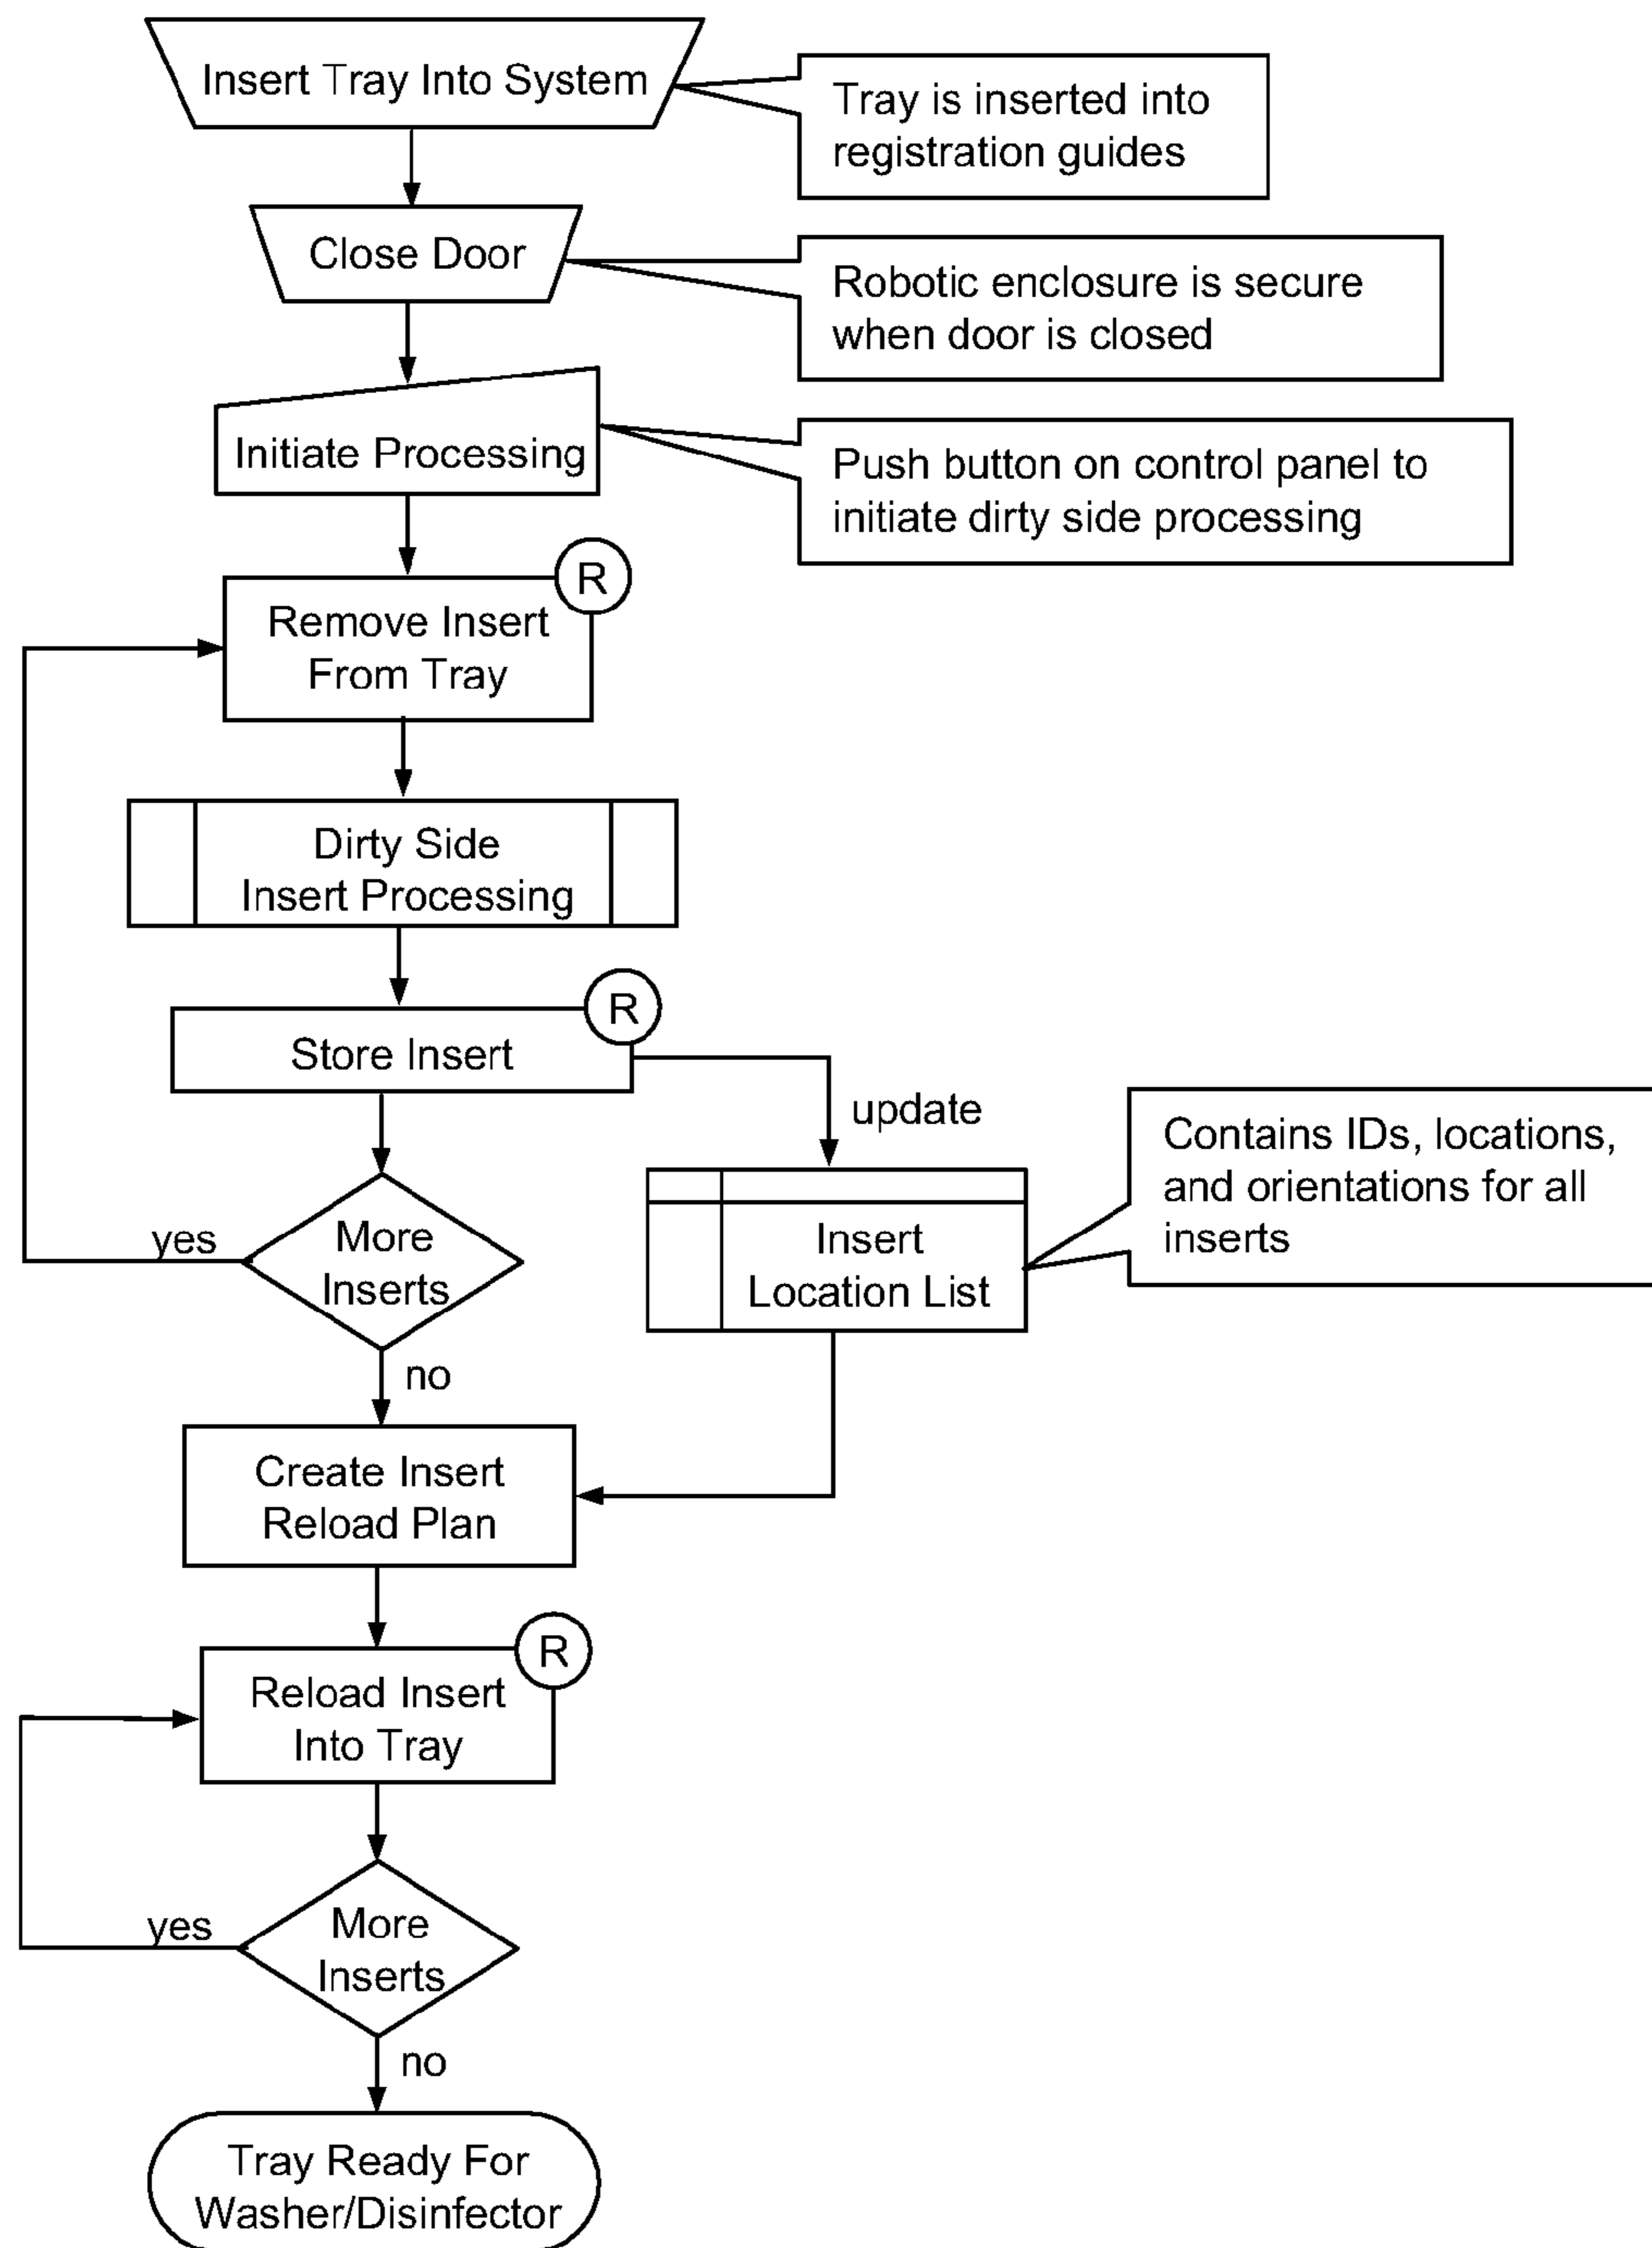 Insert Tray Into System
Tray is inserted into
registration guides
Close Door
Robotic enclosure is secure
when door is closed
Initiate Processing
Push button on control panel to
initiate dirty side processing
R
Remove Insert
From Tray
Dirty Side
Insert Processing
R
Store Insert
update
Contains IDs, locations,
and orientations for all
inserts
yes
More
Inserts
Insert
Location List
no
Create Insert
Reload Plan
R
Reload Insert
Into Tray
yes
More
Inserts
no
Tray Ready For
Washer/Disinfector